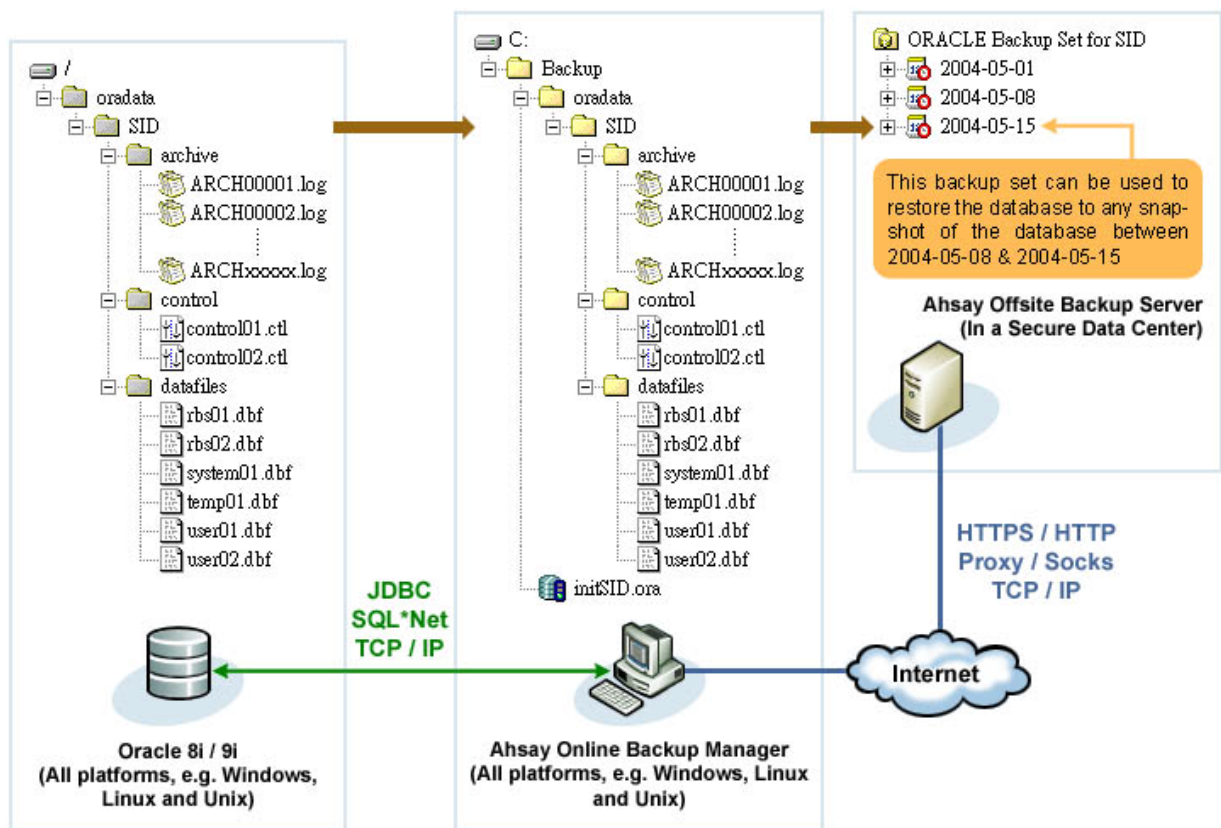 /
oradata
SID
archive
ARCH00001.log
ARCH00002.log
ARCHxxxxx.log
control
control01.ctl
control02.ctl
datafiles
rbs01.dbf
rbs02.dbf
system01.dbf
temp01.dbf
user01.dbf
user02.dbf
Oracle 8i / 9i
(All platforms, e.g. Windows,
Linux and Unix)
JDBC
SQL*Net
TCP / IP
C:
Backup
oradata
SID
archive
ARCH00001.log
ARCH00002.log
ARCHxxxxx.log
control
control01.ctl
control02.ctl
datafiles
rbs01.dbf
rbs02.dbf
system01.dbf
temp01.dbf
user01.dbf
user02.dbf
initSID.ora
Ahsay Online Backup Manager
(All platforms, e.g. Windows, Linux
and Unix)
ORACLE Backup Set for SID
2004-05-01
2004-05-08
2004-05-15
This backup set can be used to
restore the database to any snap-
shot of the database between
2004-05-08 & 2004-05-15
Ahsay Offsite Backup Server
(In a Secure Data Center)
HTTPS / HTTP
Proxy / Socks
TCP / IP
Internet